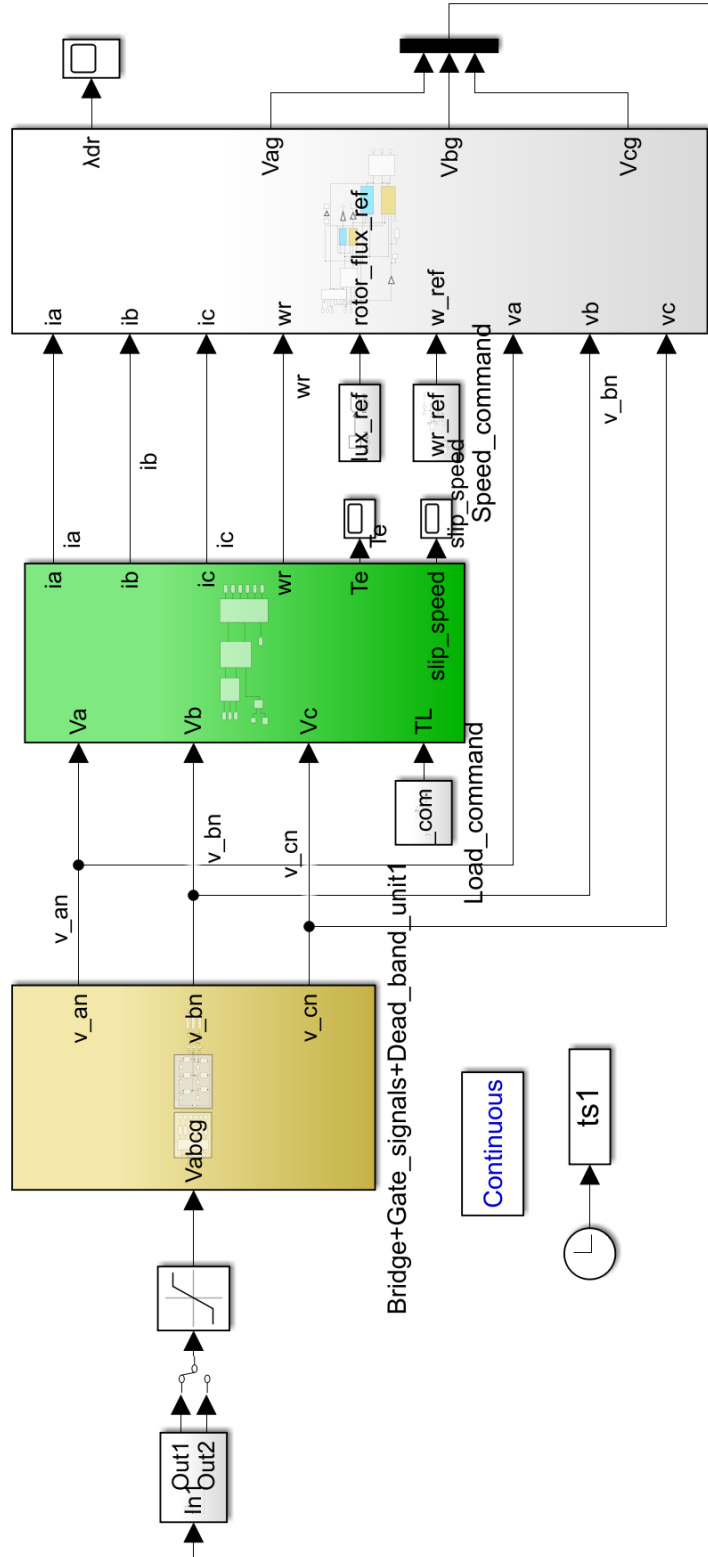 In1
Out1
Out2
Vabcg
v_an
v_bn
v_cn
Bridge+Gate_signals+Dead_band_unit1
v_an
v_bn
v_cn
_com
Load_command
Va
Vb
Vc
TL
ia
ib
ic
wr
Te
slip_speed
ia
ib
ic
wr
Te
slip_speed
lux_ref
wr_ref
Speed_command
v_bn
ia
ib
ic
wr
rotor_flux_ref
w_ref
va
vb
vc
λdr
Vag
Vbg
Vcg
Continuous
ts1